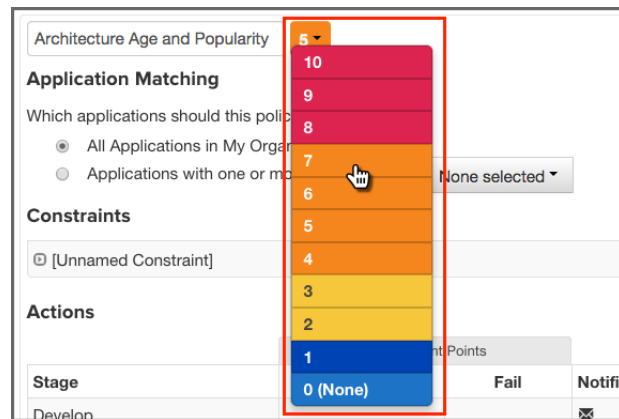 Architecture Age and Popularity 5
10
Application Matching
9
Which applications should this polic
8
All Applications in My Orga
7
Applications with one or mo None selected
6
Constraints
5
[Unnamed Constraint]
4
Actions
3
2
1 nt Points
Stage 0 (None) Fail Notifi
Develop